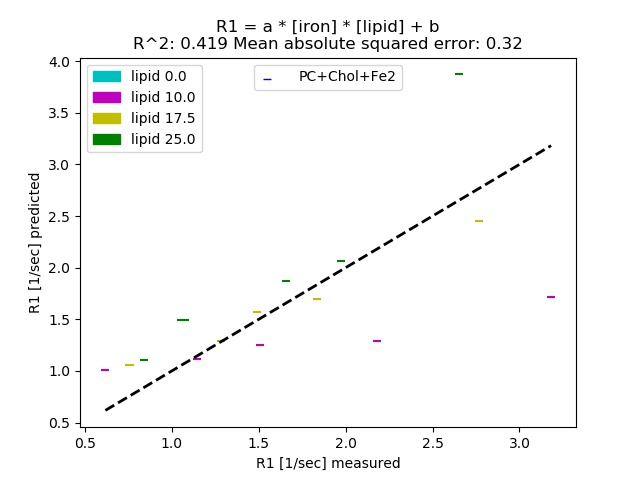 R1 = a * [iron] * [lipid] + b
R^2: 0.419 Mean absolute squared error: 0.32
lipid 0.0
lipid 10.0
lipid 17.5
lipid 25.0
PC+Chol+Fe2
R1 [1/sec] predicted
4.0
3.5
3.0
2.5
2.0
1.5
1.0
0.5
0.5 1.0 1.5 2.0 2.5 3.0
R1 [1/sec] measured